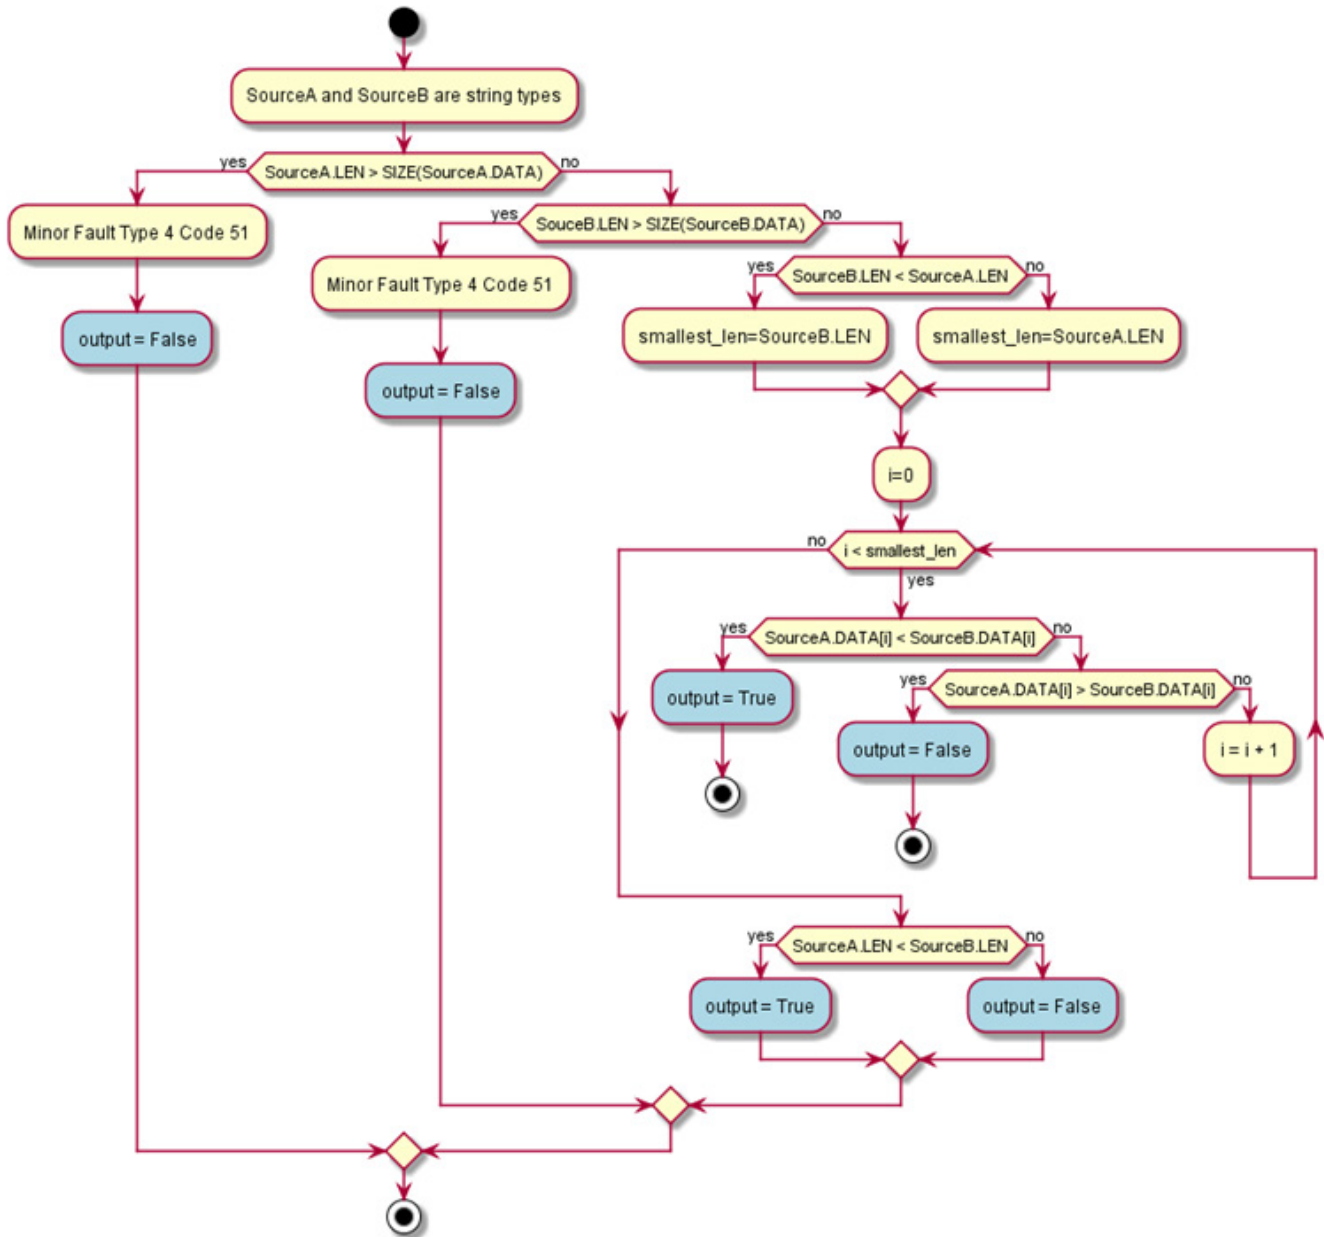 SourceA and SourceB are string types
yes
SourceA.LEN > SIZE(SourceA.DATA)
no
Minor Fault Type 4 Code 51
output = False
yes
SouceB.LEN > SIZE(SourceB.DATA)
no
Minor Fault Type 4 Code 51
output = False
yes
SourceB.LEN < SourceA.LEN
no
smallest_len=SourceB.LEN
smallest_len=SourceA.LEN
i=0
no
i < smallest_len
yes
yes
SourceA.DATA[i] < SourceB.DATA[i]
no
output = True
yes
SourceA.DATA[i] > SourceB.DATA[i]
no
output = False
i = i + 1
yes
SourceA.LEN < SourceB.LEN
no
output = True
output = False